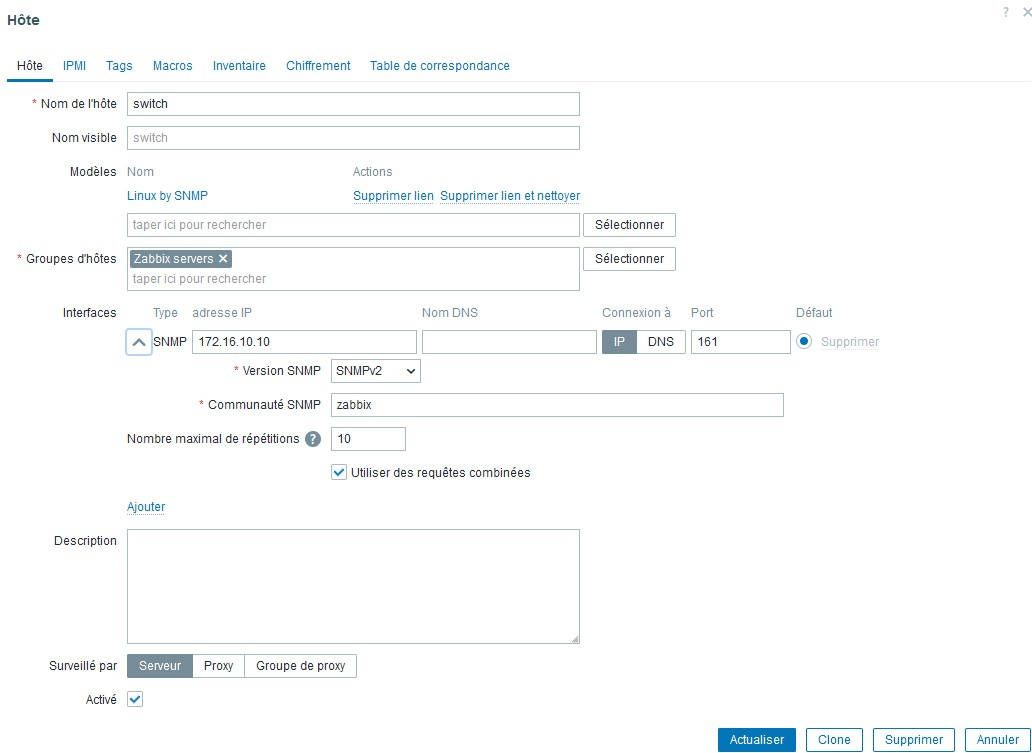 Hôte
? ×
Hôte IPMI Tags Macros Inventaire Chiffrement Table de correspondance
* Nom de l'hôte switch
Nom visible switch
Modèles Nom Actions
Linux by SNMP Supprimer lien Supprimer lien et nettoyer
taper ici pour rechercher Sélectionner
* Groupes d'hôtes Zabbix servers × Sélectionner
taper ici pour rechercher
Interfaces Type adresse IP Nom DNS Connexion à Port Défaut
SNMP 172.16.10.10 IP DNS 161 Supprimer
* Version SNMP SNMPv2
* Communauté SNMP zabbix
Nombre maximal de répétitions ? 10
Utiliser des requêtes combinées
Ajouter
Description
Surveillé par Serveur Proxy Groupe de proxy
Activé
Actualiser Clone Supprimer Annuler